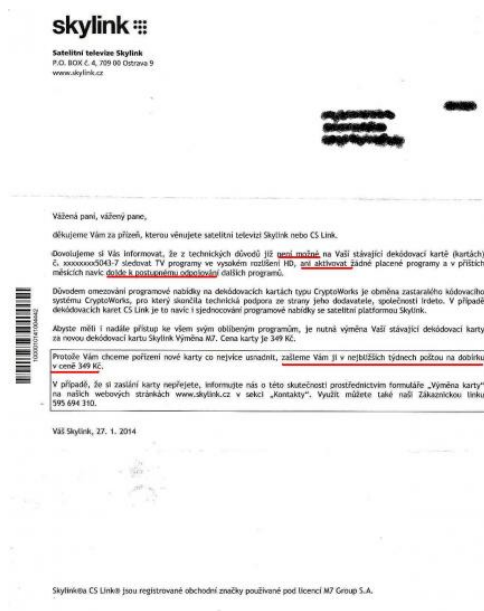 skylink
Satelitní televize Skylink
P.O. BOX č. 4, 709 00 Ostrava 9
www.skylink.cz
Vážená paní, vážený pane,
děkujeme Vám za přízeň, kterou věnujete satelitní televizi Skylink nebo CS Link.
Dovolujeme si Vás informovat, že z technických důvodů již není možné na Vaší stávající dekódovací kartě (kartách)
č. xxxxxxxx5043-7 sledovat TV programy ve vysokém rozlišení HD, ani aktivovat žádné placené programy a v příštích
měsících navíc dojde k postupnému odpojování dalších programů.
Důvodem omezování programové nabídky na dekódovacích kartách typu CryptoWorks je obměna zastaralého kódovacího
systému CryptoWorks, pro který skončila technická podpora ze strany jeho dodavatele, společnosti Irdeto. V případě
dekódovacích karet CS Link je to navíc i sjednocování programové nabídky se satelitní platformou Skylink.
Abyste měli i nadále přístup ke všem svým oblíbeným programům, je nutná výměna Vaší stávající dekódovací karty
za novou dekódovací kartu Skylink Výměna M7. Cena karty je 349 Kč.
Protože Vám chceme pořízení nové karty co nejvíce usnadnit, zašleme Vám ji v nejbližších týdnech poštou na dobírku
v ceně 349 Kč.
V případě, že si zaslání karty nepřejete, informujte nás o této skutečnosti prostřednictvím formuláře „Výměna karty“
na našich webových stránkách www.skylink.cz v sekci „Kontakty“. Využít můžete také naši Zákaznickou linku
595 694 310.
Váš Skylink, 27. 1. 2014
Skylink®a CS Link® jsou registrované obchodní značky používané pod licencí M7 Group S.A.